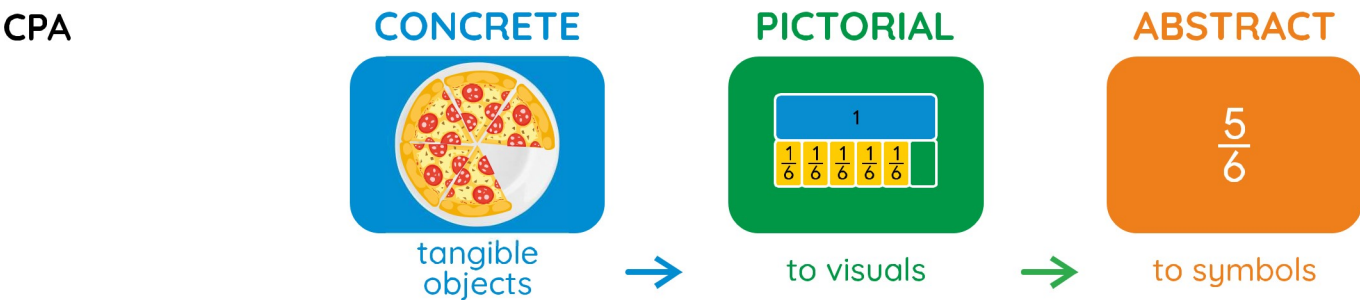 CPA
CONCRETE
PICTORIAL
ABSTRACT
1
1/6 1/6 1/6 1/6 1/6
5/6
tangible
objects
→
to visuals
→
to symbols